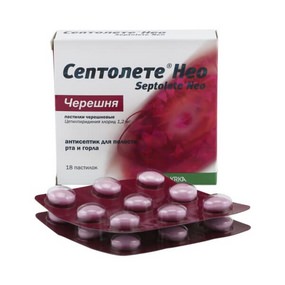 Септолете® Нео
Septolete Neo
Черешня
пастилки черешневые
Цетилпиридиния хлорид 1,2 мг
антисептик для полости
рта и горла
18 пастилок
KRKA